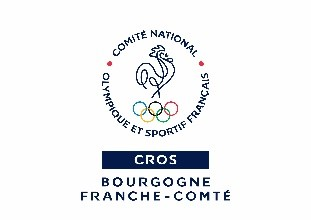 COMITÉ NATIONAL
OLYMPIQUE ET SPORTIF FRANÇAIS
CROS
BOURGOGNE
FRANCHE-COMTÉ